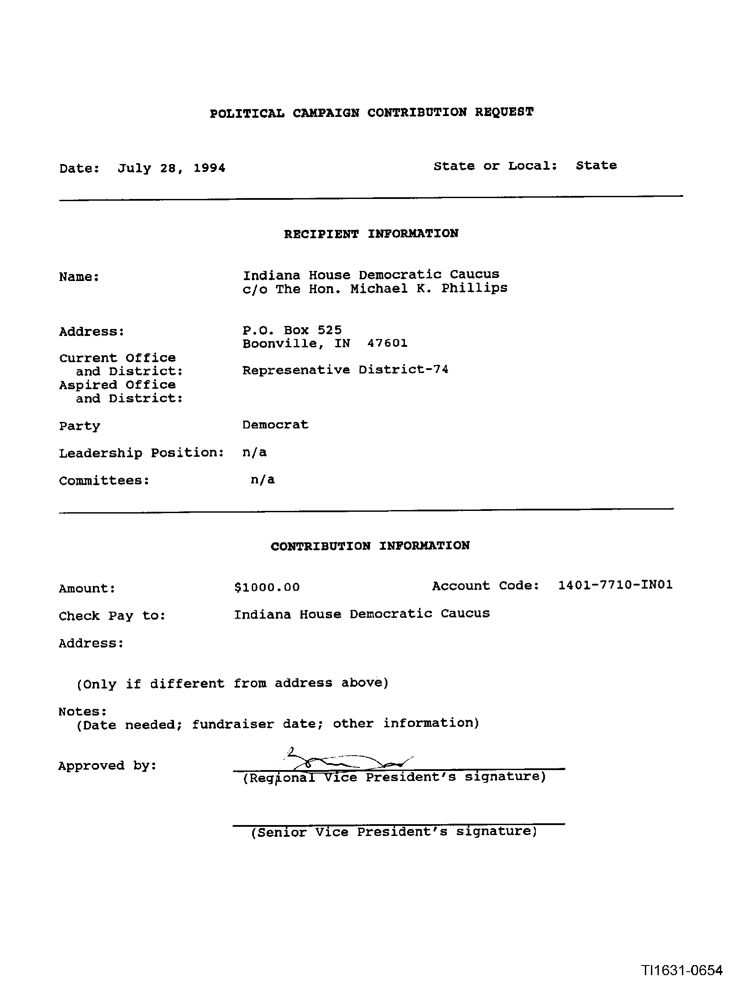 POLITICAL CAMPAIGN CONTRIBUTION REQUEST
Date: July 28, 1994 State or Local: State
RECIPIENT INFORMATION
Name: Indiana House Democratic Caucus
c/o The Hon. Michael K. Phillips
Address: P.O. Box 525
Boonville, IN 47601
Current Office
and District: Represenative District-74
Aspired Office
and District:
Party Democrat
Leadership Position: n/a
Committees: n/a
CONTRIBUTION INFORMATION
Amount: $1000.00 Account Code: 1401-7710-IN01
Check Pay to: Indiana House Democratic Caucus
Address:
(Only if different from address above)
Notes:
(Date needed; fundraiser date; other information)
Approved by:
(Regional Vice President's signature)
(Senior Vice President's signature)
TI1631-0654